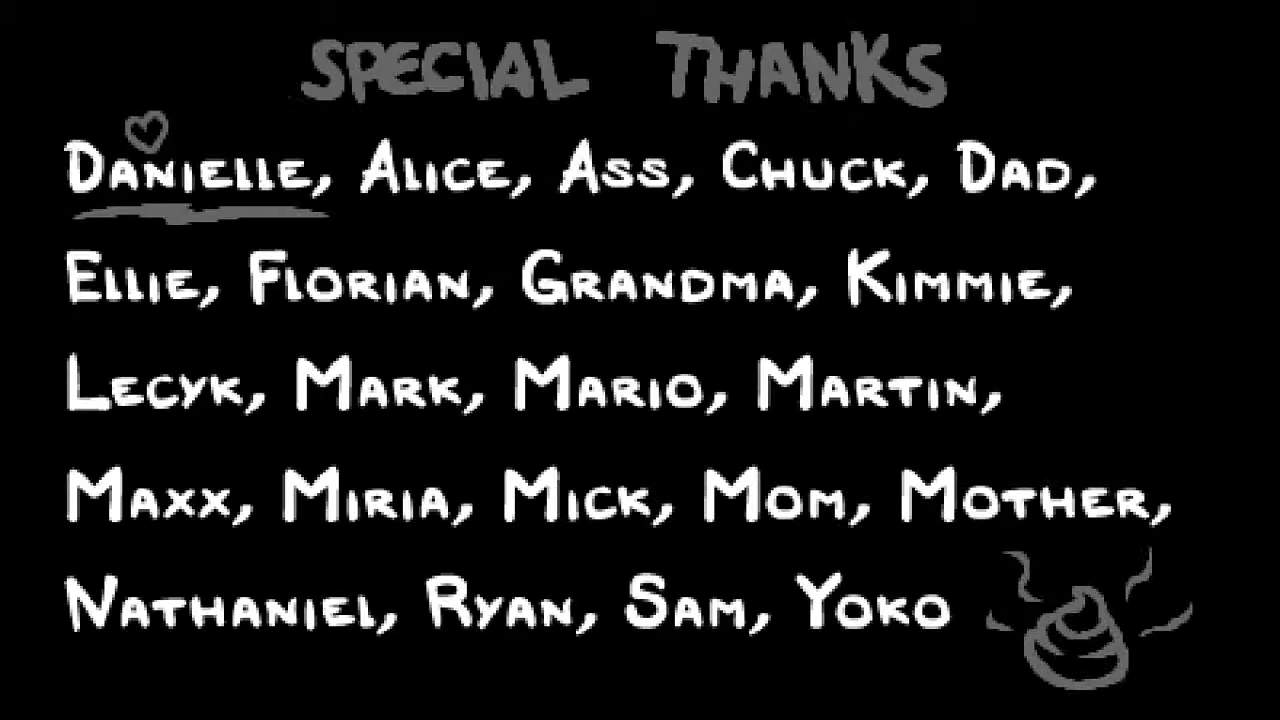 SPECIAL THANKS
DANIELLE, ALICE, ASS, CHUCK, DAD,
ELLIE, FLORIAN, GRANDMA, KIMMIE,
LECYK, MARK, MARIO, MARTIN,
MAXX, MIRIA, MICK, MOM, MOTHER,
NATHANIEL, RYAN, SAM, YOKO